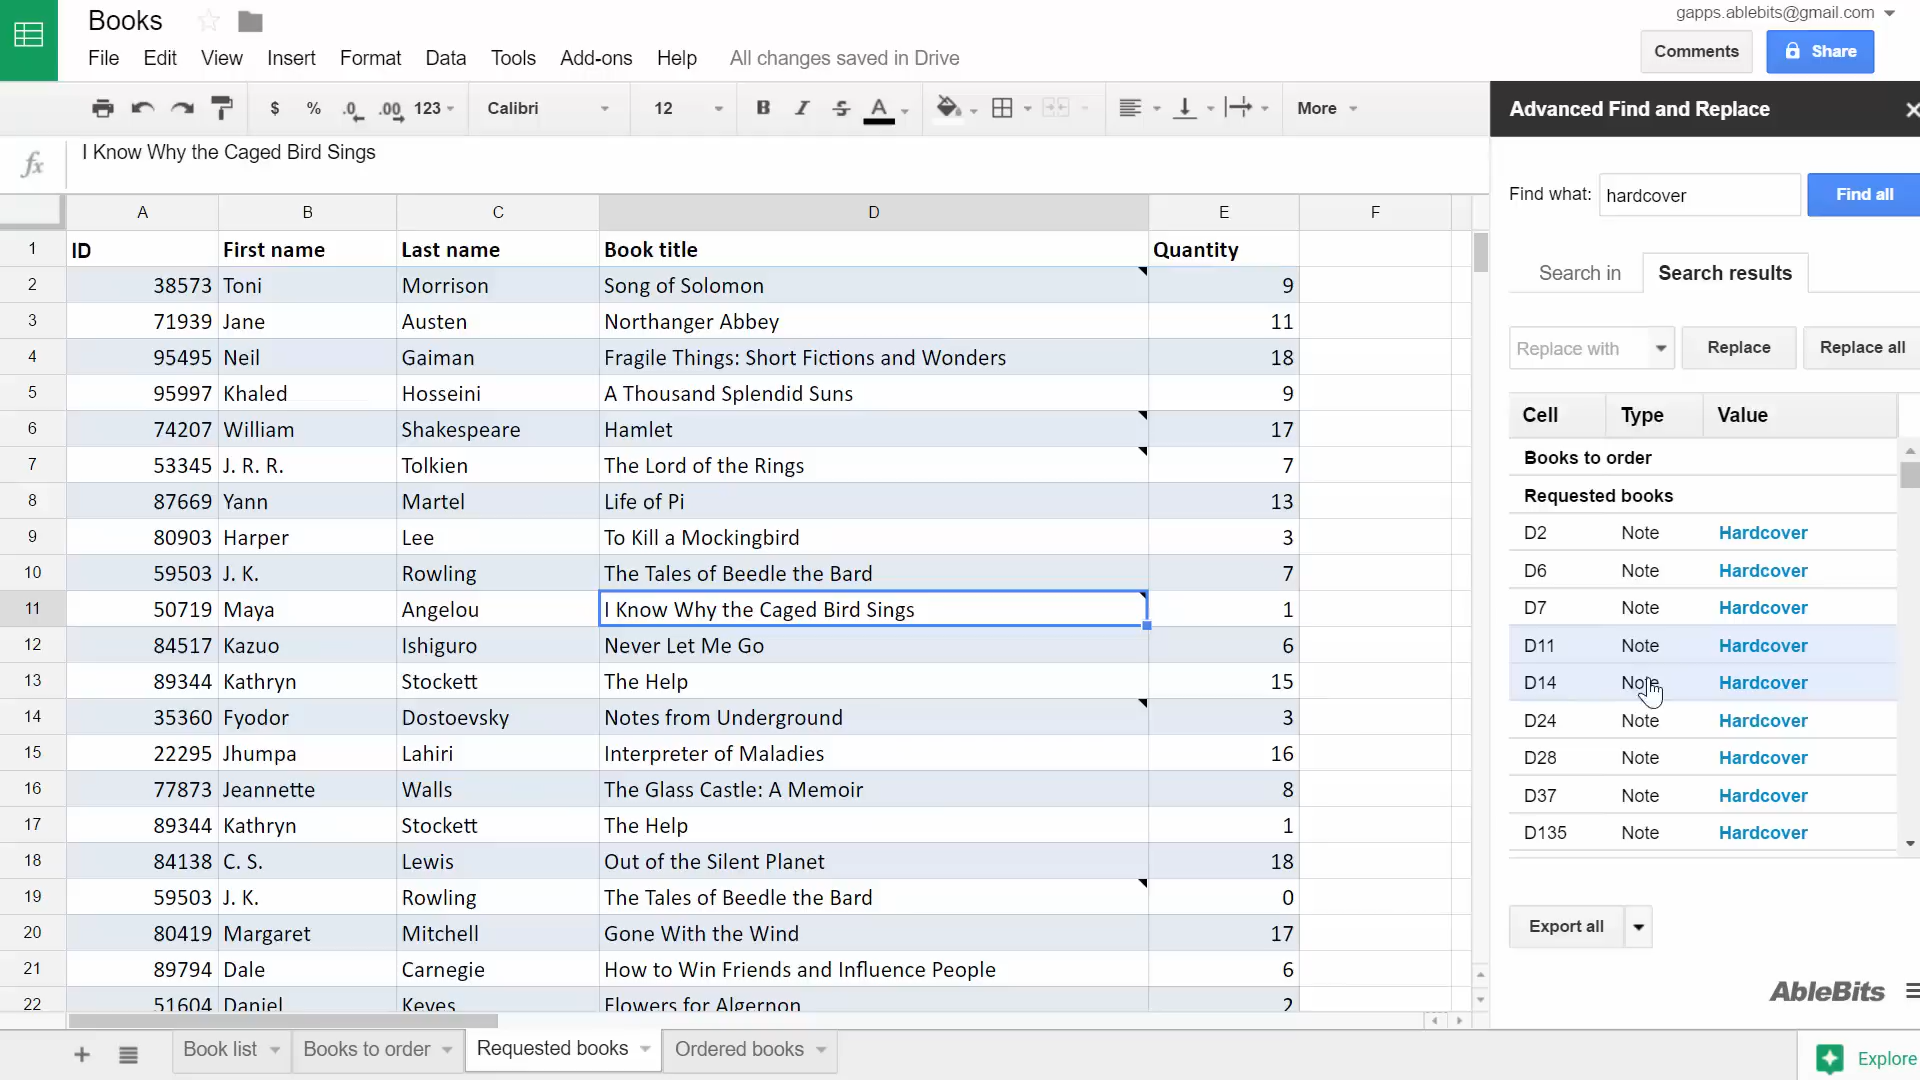 Books
gapps.ablebits@gmail.com
File Edit View Insert Format Data Tools Add-ons Help All changes saved in Drive
Comments Share
$ % .0 .00 123 Calibri 12 B I S A More
Advanced Find and Replace
fx I Know Why the Caged Bird Sings
Find what: hardcover Find all
Search in Search results
Replace with Replace Replace all
Cell Type Value
Books to order
Requested books
D2 Note Hardcover
D6 Note Hardcover
D7 Note Hardcover
D11 Note Hardcover
D14 Note Hardcover
D24 Note Hardcover
D28 Note Hardcover
D37 Note Hardcover
D135 Note Hardcover
Export all
AbleBits
A B C D E F
1 ID First name Last name Book title Quantity
2 38573 Toni Morrison Song of Solomon 9
3 71939 Jane Austen Northanger Abbey 11
4 95495 Neil Gaiman Fragile Things: Short Fictions and Wonders 18
5 95997 Khaled Hosseini A Thousand Splendid Suns 9
6 74207 William Shakespeare Hamlet 17
7 53345 J. R. R. Tolkien The Lord of the Rings 7
8 87669 Yann Martel Life of Pi 13
9 80903 Harper Lee To Kill a Mockingbird 3
10 59503 J. K. Rowling The Tales of Beedle the Bard 7
11 50719 Maya Angelou I Know Why the Caged Bird Sings 1
12 84517 Kazuo Ishiguro Never Let Me Go 6
13 89344 Kathryn Stockett The Help 15
14 35360 Fyodor Dostoevsky Notes from Underground 3
15 22295 Jhumpa Lahiri Interpreter of Maladies 16
16 77873 Jeannette Walls The Glass Castle: A Memoir 8
17 89344 Kathryn Stockett The Help 1
18 84138 C. S. Lewis Out of the Silent Planet 18
19 59503 J. K. Rowling The Tales of Beedle the Bard 0
20 80419 Margaret Mitchell Gone With the Wind 17
21 89794 Dale Carnegie How to Win Friends and Influence People 6
22 51604 Daniel Keyes Flowers for Algernon 2
Book list Books to order Requested books Ordered books
Explore